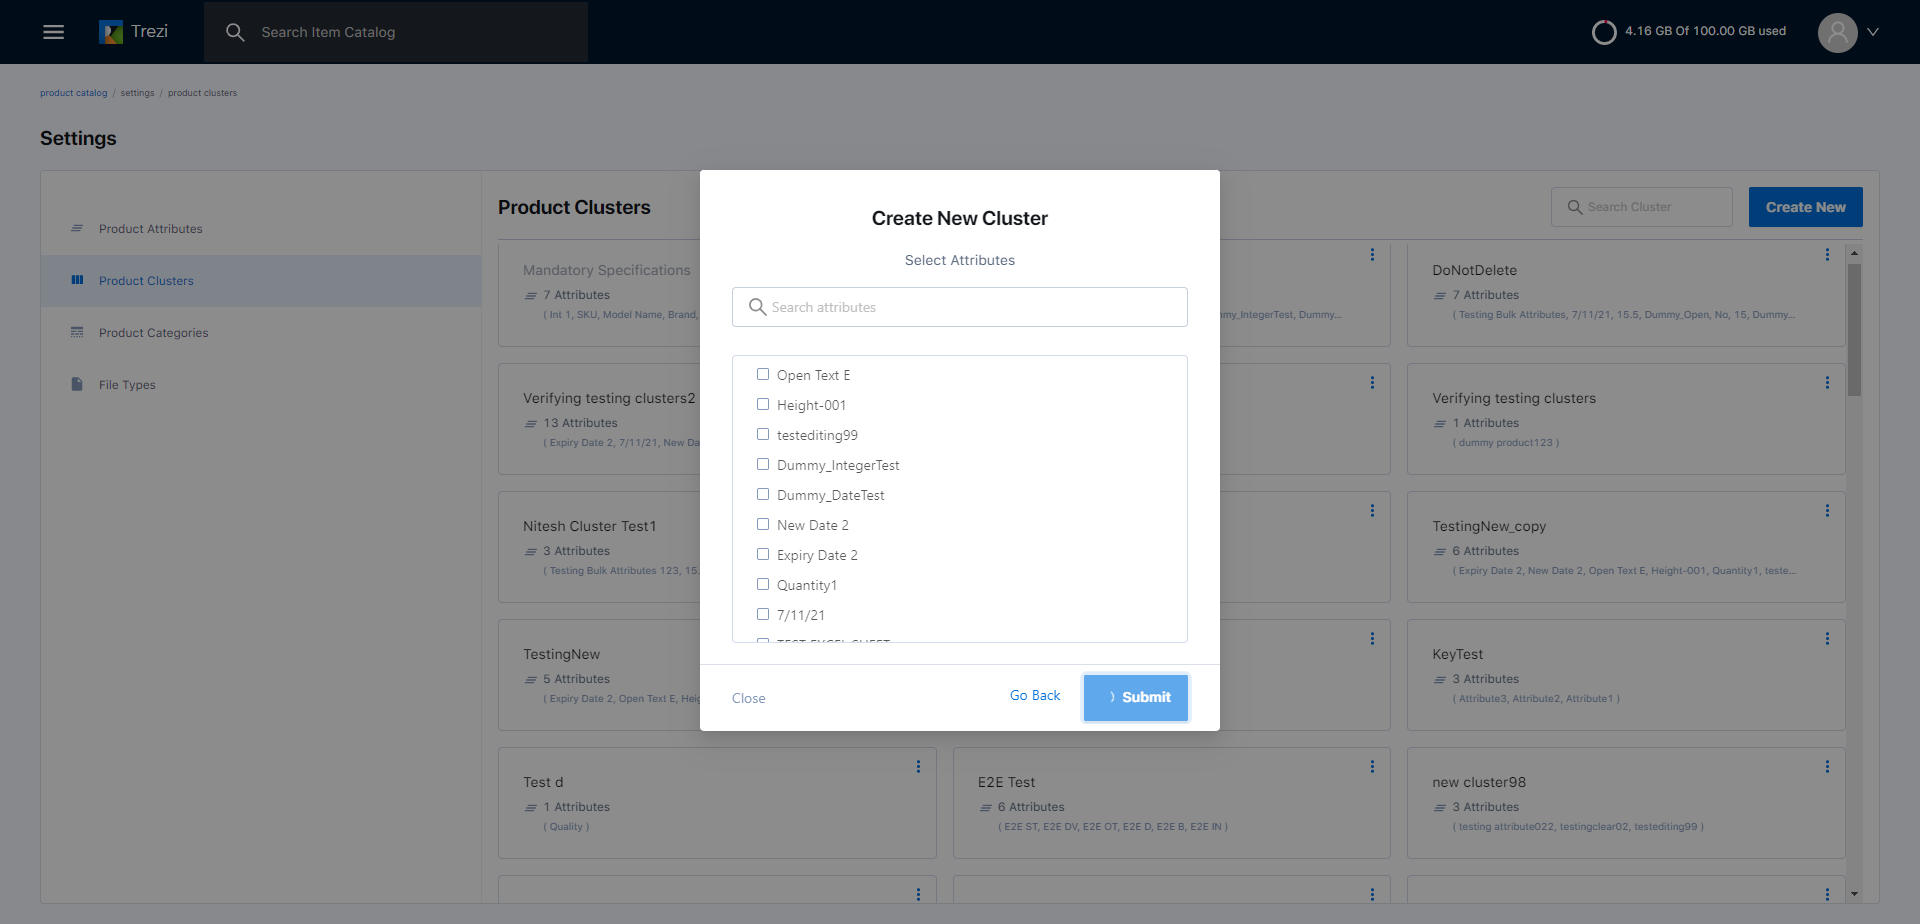 Trezi
Search Item Catalog
4.16 GB Of 100.00 GB used
product catalog / settings / product clusters
Settings
Product Attributes
Product Clusters
Product Categories
File Types
Product Clusters
Search Cluster
Create New
Mandatory Specifications
7 Attributes
( Int 1, SKU, Model Name, Brand,
my_IntegerTest, Dummy...
DoNotDelete
7 Attributes
( Testing Bulk Attributes, 7/11/21, 15.5, Dummy_Open, No, 15, Dummy...
Verifying testing clusters2
13 Attributes
( Expiry Date 2, 7/11/21, New Da
Verifying testing clusters
1 Attributes
( dummy product123 )
Nitesh Cluster Test1
3 Attributes
( Testing Bulk Attributes 123, 15.
TestingNew_copy
6 Attributes
( Expiry Date 2, New Date 2, Open Text E, Height-001, Quantity1, teste...
TestingNew
5 Attributes
( Expiry Date 2, Open Text E, Heig
KeyTest
3 Attributes
( Attribute3, Attribute2, Attribute1 )
Test d
1 Attributes
( Quality )
E2E Test
6 Attributes
( E2E ST, E2E DV, E2E OT, E2E D, E2E B, E2E IN )
new cluster98
3 Attributes
( testing attribute022, testingclear02, testediting99 )
Create New Cluster
Select Attributes
Search attributes
Open Text E
Height-001
testediting99
Dummy_IntegerTest
Dummy_DateTest
New Date 2
Expiry Date 2
Quantity1
7/11/21
TEST EXCEL SHEET
Close
Go Back
Submit